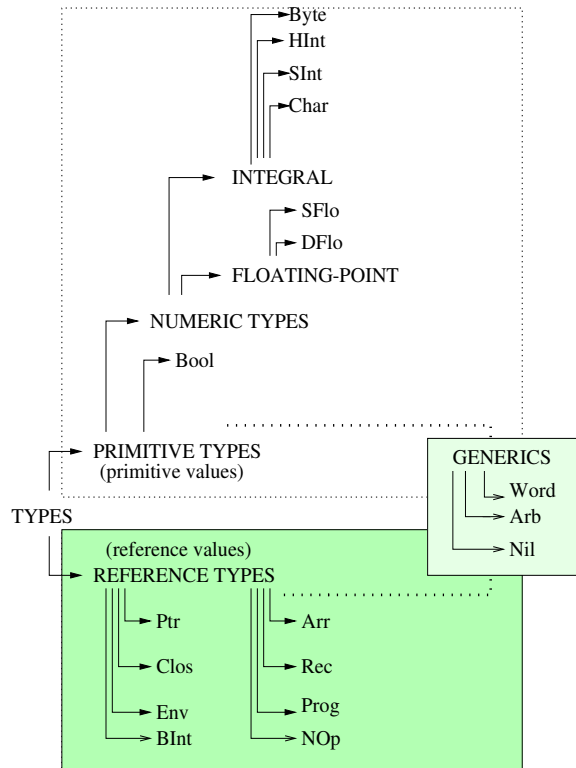 Byte
HInt
SInt
Char
INTEGRAL
SFlo
DFlo
FLOATING-POINT
NUMERIC TYPES
Bool
PRIMITIVE TYPES
(primitive values)
GENERICS
Word
Arb
Nil
TYPES
(reference values)
REFERENCE TYPES
Ptr
Arr
Clos
Rec
Env
Prog
BInt
NOp